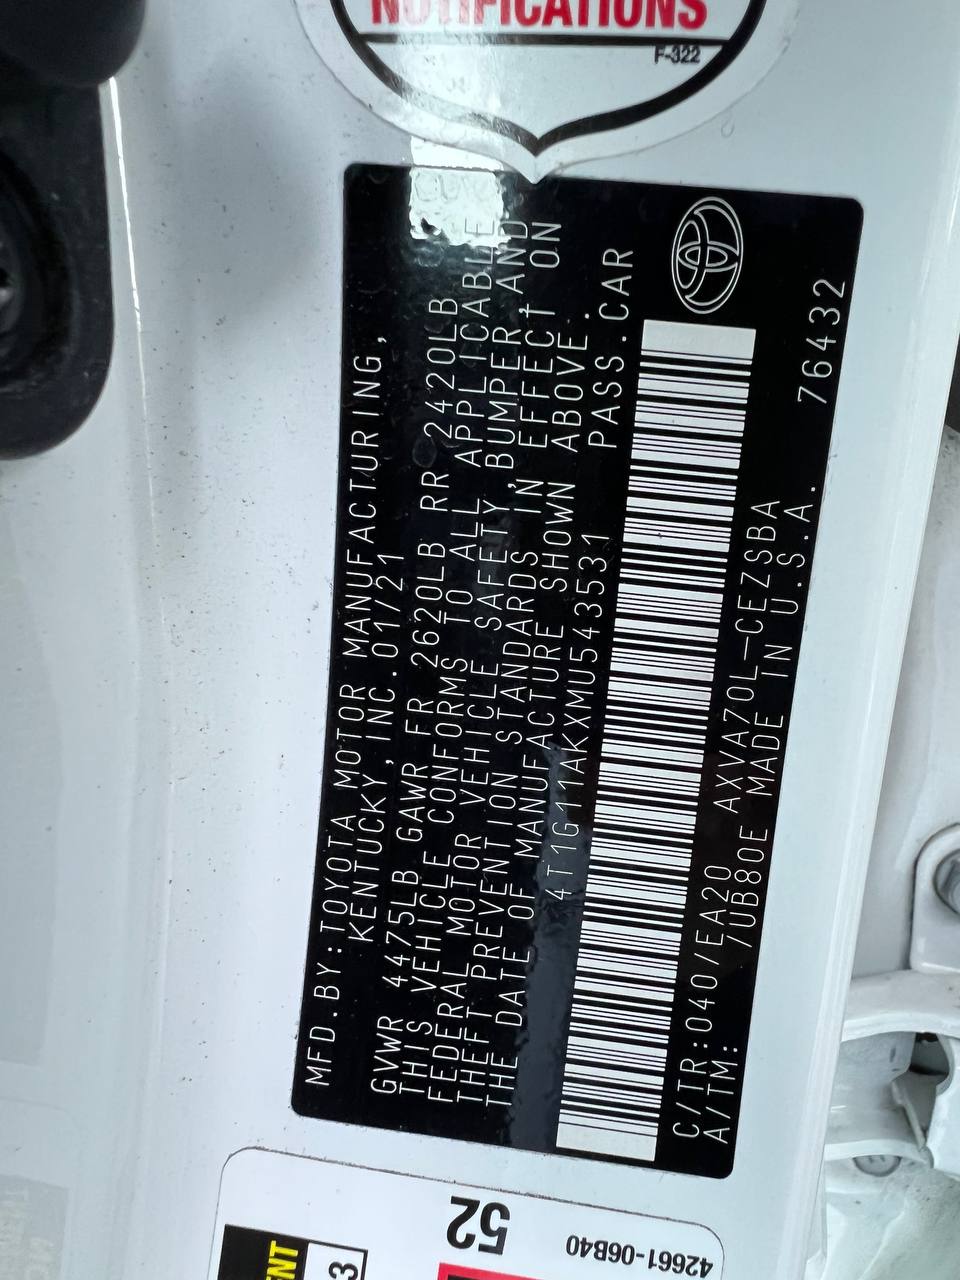 NOTIFICATIONS
F-322
MFD.BY:TOYOTA MOTOR MANUFACTURING,
KENTUCKY,INC.01/21
GVWR 4475LB GAWR FR 2620LB RR 2420LB
THIS VEHICLE CONFORMS TO ALL APPLICABLE
FEDERAL MOTOR VEHICLE SAFETY,BUMPER,AND
THEFT PREVENTION STANDARDS IN EFFECT ON
THE DATE OF MANUFACTURE SHOWN ABOVE.
4T1G11AKXMU543531 PASS.CAR
C/TR:040/EA20 AXVA70L-CEZSBA
A/TM: 7UB80E MADE IN U.S.A. 76432
52
42661-06B40
ENT
3